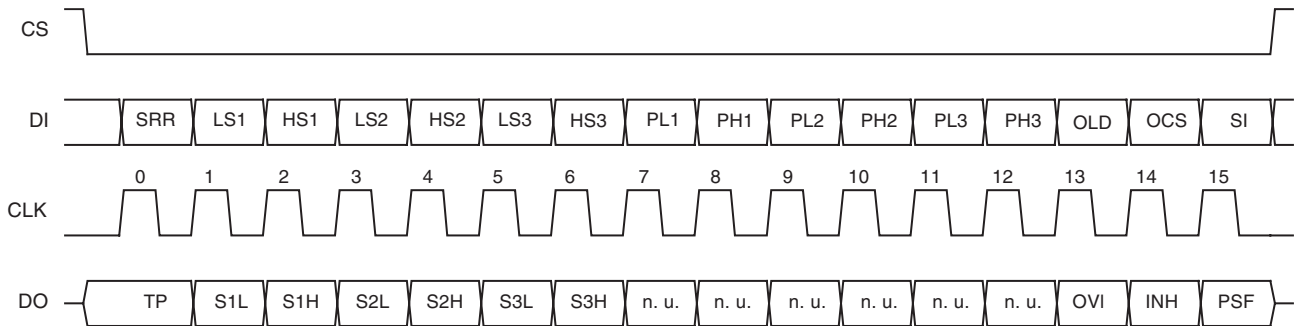 CS
DI SRR LS1 HS1 LS2 HS2 LS3 HS3 PL1 PH1 PL2 PH2 PL3 PH3 OLD OCS SI
0 1 2 3 4 5 6 7 8 9 10 11 12 13 14 15
CLK
DO TP S1L S1H S2L S2H S3L S3H n. u. n. u. n. u. n. u. n. u. n. u. OVI INH PSF